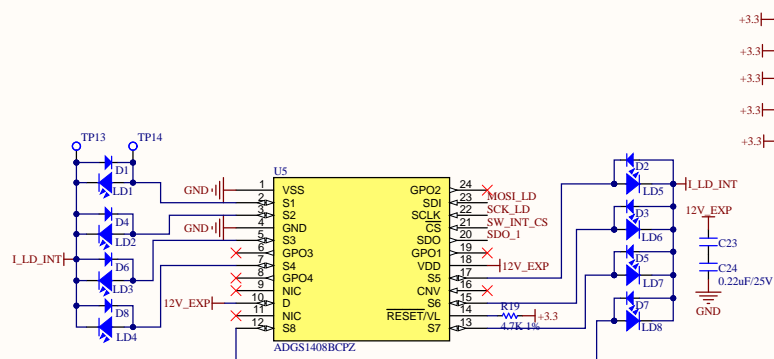 +3.3
+3.3
+3.3
+3.3
+3.3
TP13
TP14
D1
LD1
D4
LD2
I_LD_INT
D6
LD3
D8
LD4
U5
GND
GND
12V_EXP
1 VSS
2 S1
3 S2
4 GND
5 S3
6 GPO3
7 S4
8 GPO4
9 NIC
10 D
11 NIC
12 S8
GPO2 24
SDI 23 MOSI_LD
SCLK 22 SCK_LD
CS 21 SW_INT_CS
SDO 20 SDO_1
GPO1 19
VDD 18 12V_EXP
S5 17
CNV 16
S6 15
RESET/VL 14
S7 13
R19
+3.3
4.7K 1%
ADGS1408BCPZ
D2
LD5
I_LD_INT
D3
LD6
D5
LD7
D7
LD8
12V_EXP
C23
C24
0.22uF/25V
GND